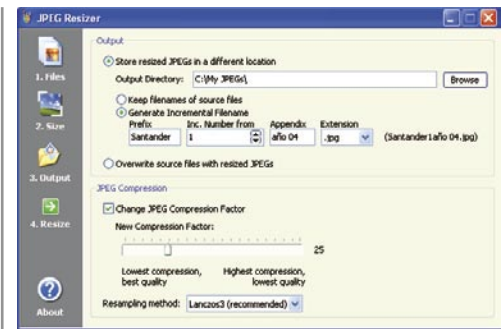 JPEG Resizer
1. Files
2. Size
3. Output
4. Resize
About
Output
Store resized JPEGs in a different location
Output Directory: C:\My JPEGs\ Browse
Keep filenames of source files
Generate Incremental Filename
Prefix Inc. Number from Appendix Extension
Santander 1 año 04 .jpg (Santander1año 04.jpg)
Overwrite source files with resized JPEGs
JPEG Compression
Change JPEG Compression Factor
New Compression Factor:
25
Lowest compression, Highest compression,
best quality lowest quality
Resampling method: Lanczos3 (recommended)